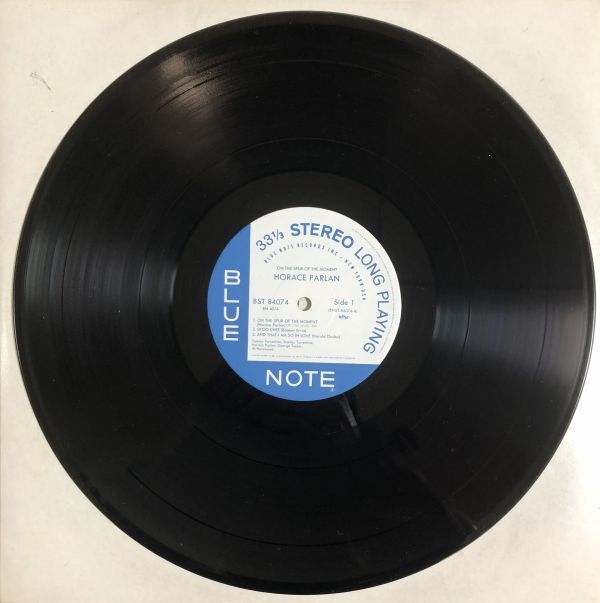 33⅓ STEREO LONG PLAYING
BLUE NOTE RECORDS INC. • NEW YORK USA
ON THE SPUR OF THE MOMENT
HORACE PARLAN
BST 84074
Side 1
BN 4074
1. ON THE SPUR OF THE MOMENT
(Horace Parlan)
2. SKOO CHEE (Booker Ervin)
3. AND THAT I AM SO IN LOVE (Harold Ousley)
Tommy Turrentine, Stanley Turrentine,
Horace Parlan, George Tucker,
Al Harewood
BLUE
NOTE